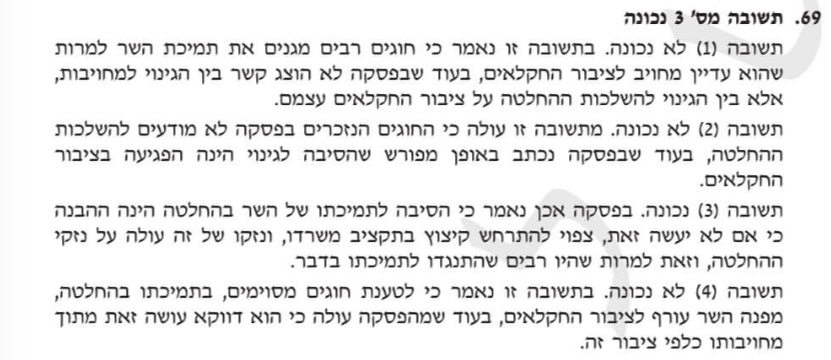 69. תשובה מס' 3 נכונה
תשובה (1) לא נכונה. בתשובה זו נאמר כי חוגים רבים מגנים את תמיכת השר למרות
שהוא עדיין מחויב לציבור החקלאים, בעוד שבפסקה לא הוצג קשר בין הגינוי למחויבות,
אלא בין הגינוי להשלכות ההחלטה על ציבור החקלאים עצמם.
תשובה (2) לא נכונה. מתשובה זו עולה כי החוגים הנזכרים בפסקה לא מודעים להשלכות
ההחלטה, בעוד שבפסקה נכתב באופן מפורש שהסיבה לגינוי הינה הפגיעה בציבור
החקלאים.
תשובה (3) נכונה. בפסקה אכן נאמר כי הסיבה לתמיכתו של השר בהחלטה הינה ההבנה
כי אם לא יעשה זאת, צפוי להתרחש קיצוץ בתקציב משרדו, ונזקו של זה עולה על נזקי
ההחלטה, וזאת למרות שהיו רבים שהתנגדו לתמיכתו בדבר.
תשובה (4) לא נכונה. בתשובה זו נאמר כי לטענת חוגים מסוימים, בתמיכתו בהחלטה,
מפנה השר עורף לציבור החקלאים, בעוד שמהפסקה עולה כי הוא דווקא עושה זאת מתוך
מחויבותו כלפי ציבור זה.